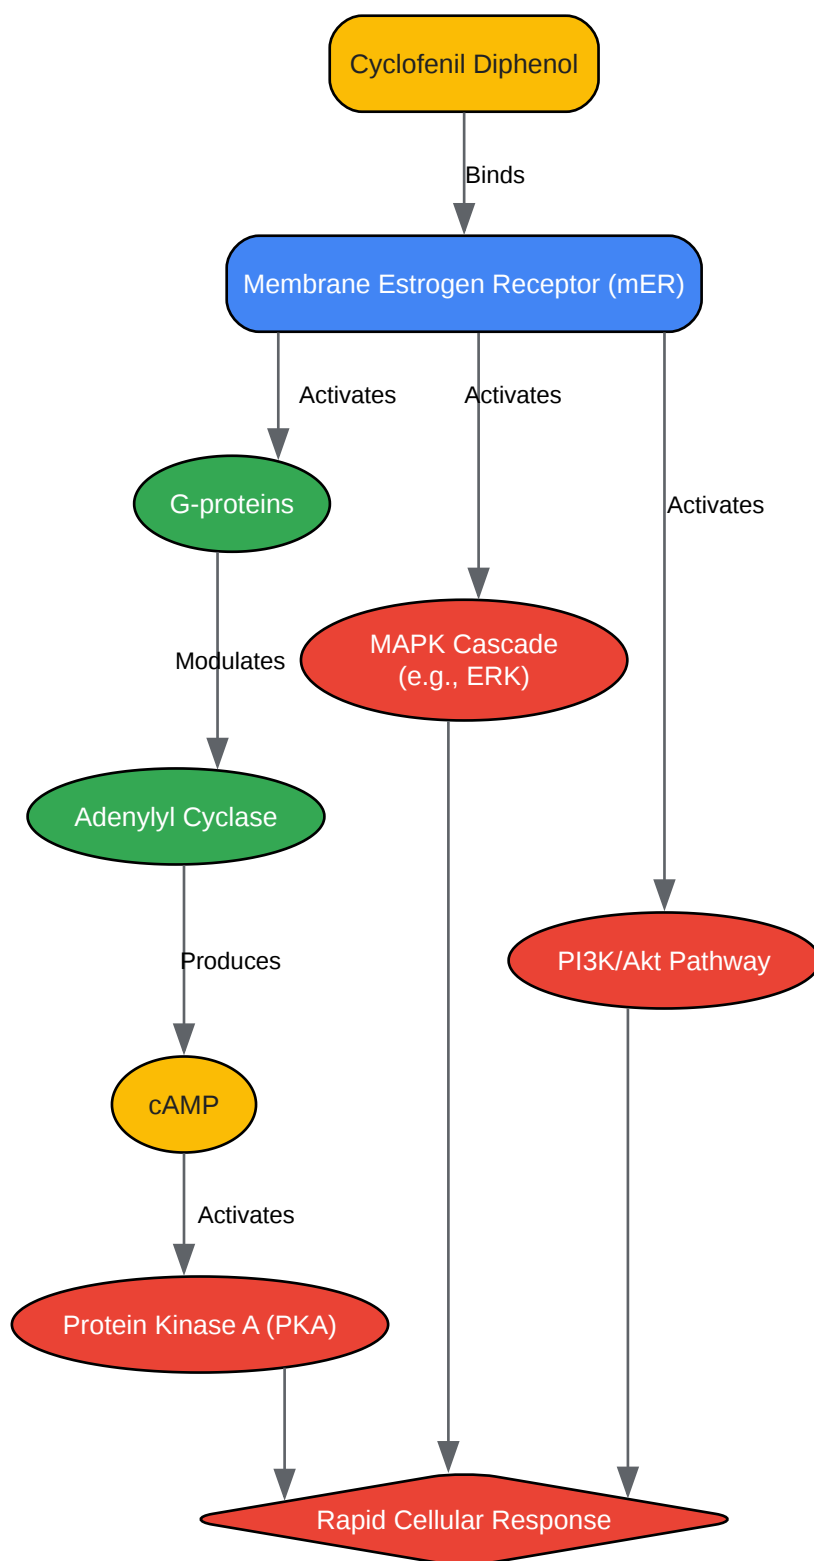 Cyclofenil Diphenol
Binds
Membrane Estrogen Receptor (mER)
Activates
Activates
G-proteins
Activates
MAPK Cascade
(e.g., ERK)
Modulates
Adenylyl Cyclase
Produces
PI3K/Akt Pathway
cAMP
Activates
Protein Kinase A (PKA)
Rapid Cellular Response